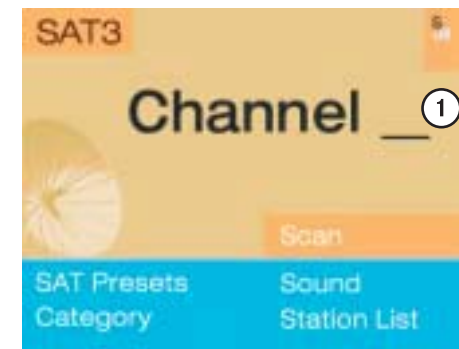 SAT3
S
Channel _ 1
Scan
SAT Presets Sound
Category Station List